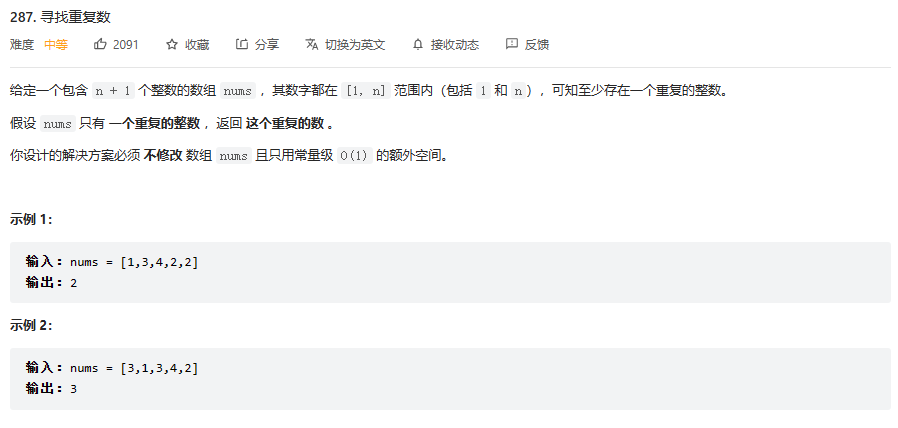 287. 寻找重复数
难度 中等 2091 收藏 分享 切换为英文 接收动态 反馈
给定一个包含 n + 1 个整数的数组 nums ，其数字都在 [1, n] 范围内（包括 1 和 n ），可知至少存在一个重复的整数。
假设 nums 只有 一个重复的整数 ，返回 这个重复的数 。
你设计的解决方案必须 不修改 数组 nums 且只用常量级 O(1) 的额外空间。
示例 1：
输入：nums = [1,3,4,2,2]
输出：2
示例 2：
输入：nums = [3,1,3,4,2]
输出：3